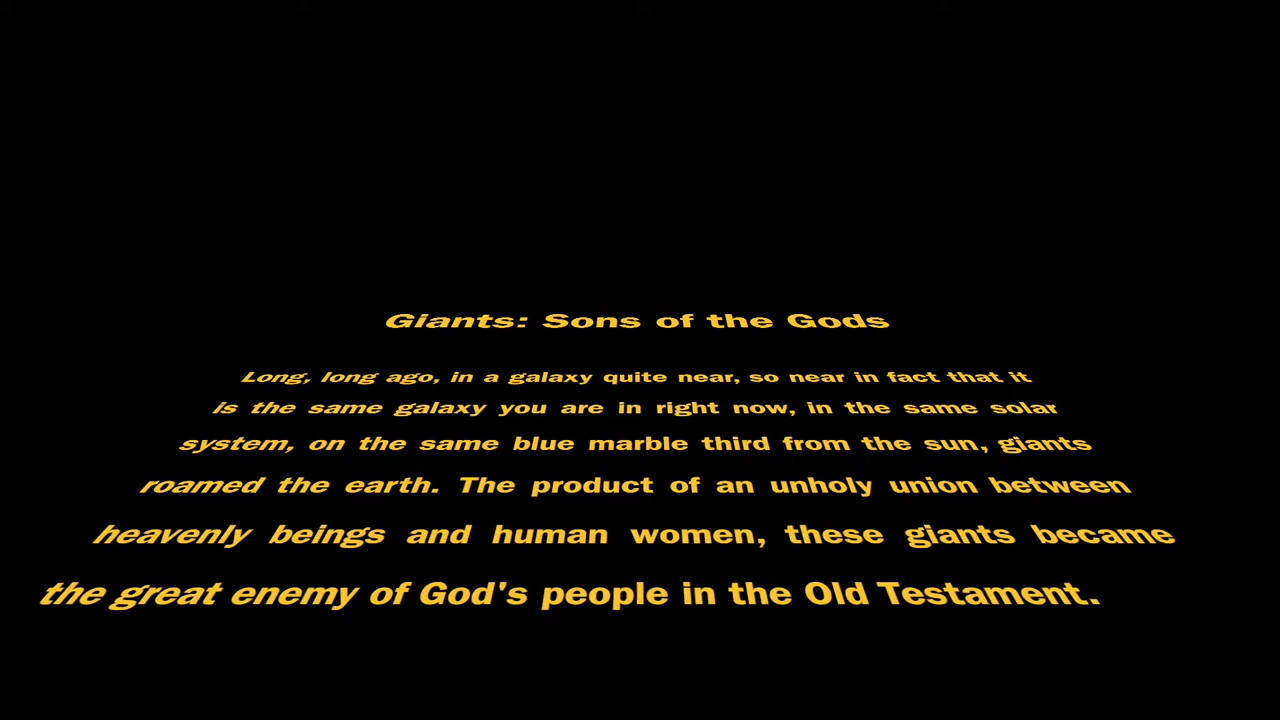 Giants: Sons of the Gods
Long, long ago, in a galaxy quite near, so near in fact that it
is the same galaxy you are in right now, in the same solar
system, on the same blue marble third from the sun, giants
roamed the earth. The product of an unholy union between
heavenly beings and human women, these giants became
the great enemy of God's people in the Old Testament.